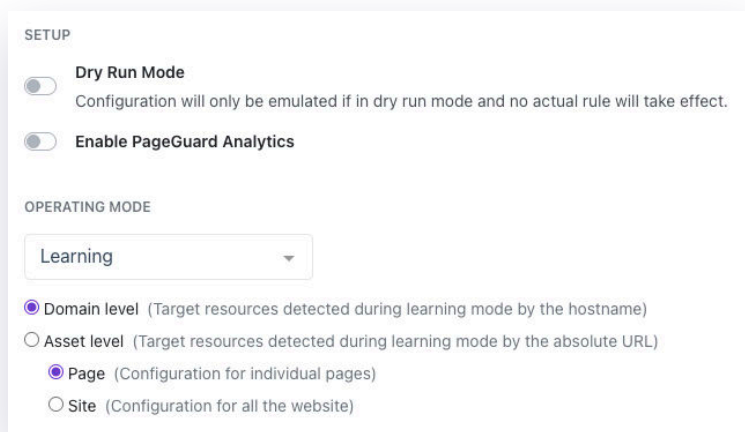 SETUP
Dry Run Mode
Configuration will only be emulated if in dry run mode and no actual rule will take effect.
Enable PageGuard Analytics
OPERATING MODE
Learning
Domain level (Target resources detected during learning mode by the hostname)
Asset level (Target resources detected during learning mode by the absolute URL)
Page (Configuration for individual pages)
Site (Configuration for all the website)